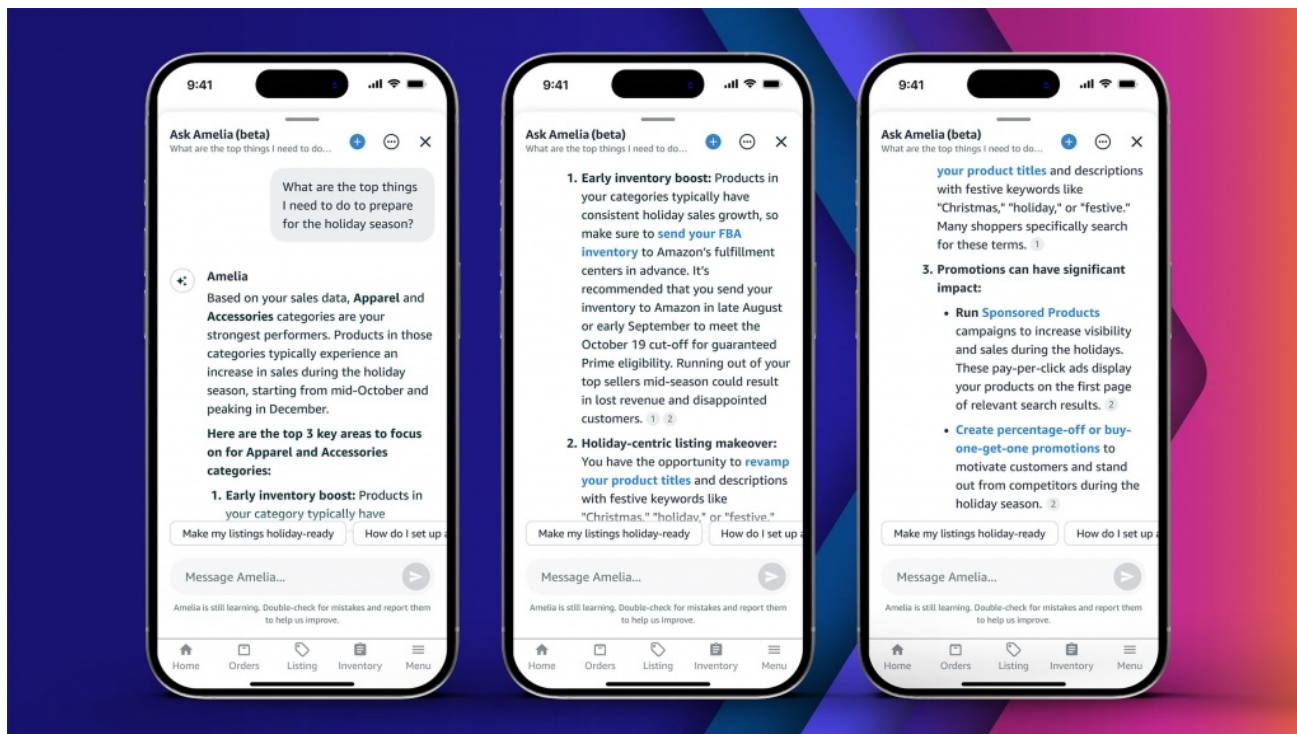 9:41
Ask Amelia (beta)
What are the top things I need to do...
What are the top things
I need to do to prepare
for the holiday season?
Amelia
Based on your sales data, Apparel and
Accessories categories are your
strongest performers. Products in those
categories typically experience an
increase in sales during the holiday
season, starting from mid-October and
peaking in December.
Here are the top 3 key areas to focus
on for Apparel and Accessories
categories:
1. Early inventory boost: Products in
your category typically have
Make my listings holiday-ready
How do I set up
Message Amelia...
Amelia is still learning. Double-check for mistakes and report them
to help us improve.
Home Orders Listing Inventory Menu
9:41
Ask Amelia (beta)
What are the top things I need to do...
1. Early inventory boost: Products in
your categories typically have
consistent holiday sales growth, so
make sure to send your FBA
inventory to Amazon's fulfillment
centers in advance. It's
recommended that you send your
inventory to Amazon in late August
or early September to meet the
October 19 cut-off for guaranteed
Prime eligibility. Running out of your
top sellers mid-season could result
in lost revenue and disappointed
customers. 1 2
2. Holiday-centric listing makeover:
You have the opportunity to revamp
your product titles and descriptions
with festive keywords like
"Christmas," "holiday," or "festive."
Make my listings holiday-ready
How do I set up
Message Amelia...
Amelia is still learning. Double-check for mistakes and report them
to help us improve.
Home Orders Listing Inventory Menu
9:41
Ask Amelia (beta)
What are the top things I need to do...
your product titles and descriptions
with festive keywords like
"Christmas," "holiday," or "festive."
Many shoppers specifically search
for these terms. 1
3. Promotions can have significant
impact:
• Run Sponsored Products
campaigns to increase visibility
and sales during the holidays.
These pay-per-click ads display
your products on the first page
of relevant search results. 2
• Create percentage-off or buy-
one-get-one promotions to
motivate customers and stand
out from competitors during the
holiday season. 2
Make my listings holiday-ready
How do I set up
Message Amelia...
Amelia is still learning. Double-check for mistakes and report them
to help us improve.
Home Orders Listing Inventory Menu